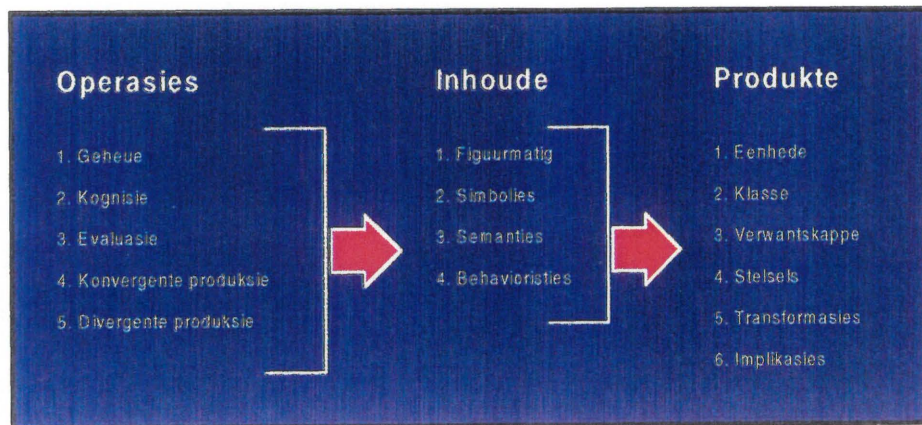 Operasies
1. Geheue
2. Kognisie
3. Evaluasie
4. Konvergente produksie
5. Divergente produksie
Inhoude
1. Figuurmatig
2. Simbolies
3. Semanties
4. Behavioristies
Produkte
1. Eenhede
2. Klasse
3. Verwantskappe
4. Stelsels
5. Transformasies
6. Implikasies